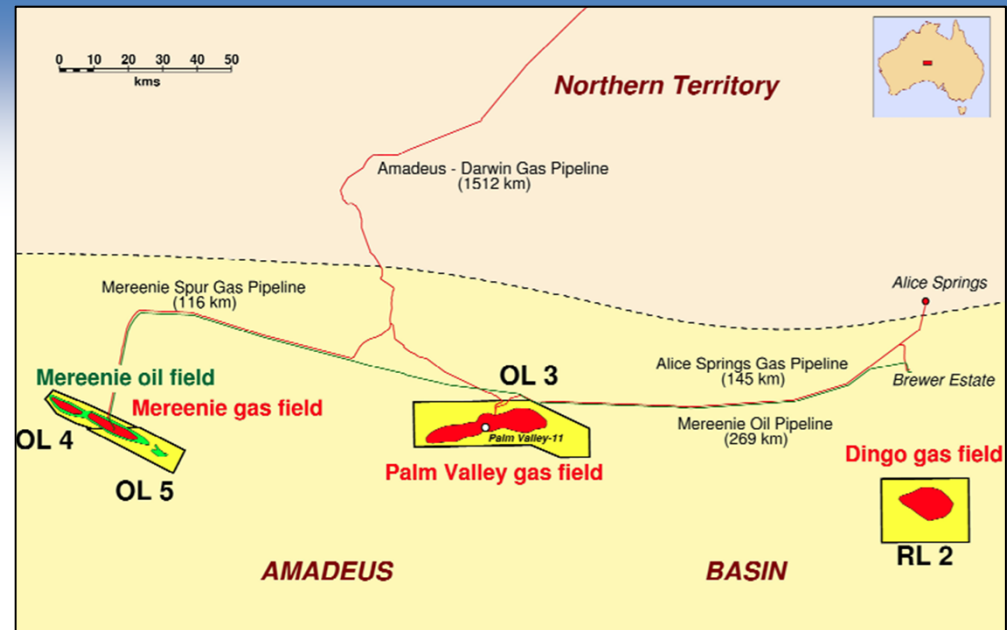 0 10 20 30 40 50
kms
Northern Territory
Amadeus - Darwin Gas Pipeline
(1512 km)
Alice Springs
Mereenie Spur Gas Pipeline
(116 km)
Alice Springs Gas Pipeline
(145 km)
Brewer Estate
OL 3
Mereenie oil field
Mereenie gas field
Mereenie Oil Pipeline
(269 km)
OL 4
Palm Valley-11
Dingo gas field
Palm Valley gas field
OL 5
RL 2
AMADEUS BASIN